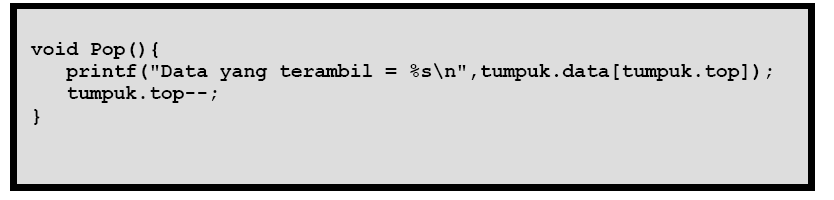 void Pop(){
printf("Data yang terambil = %s\n",tumpuk.data[tumpuk.top]);
tumpuk.top--;
}